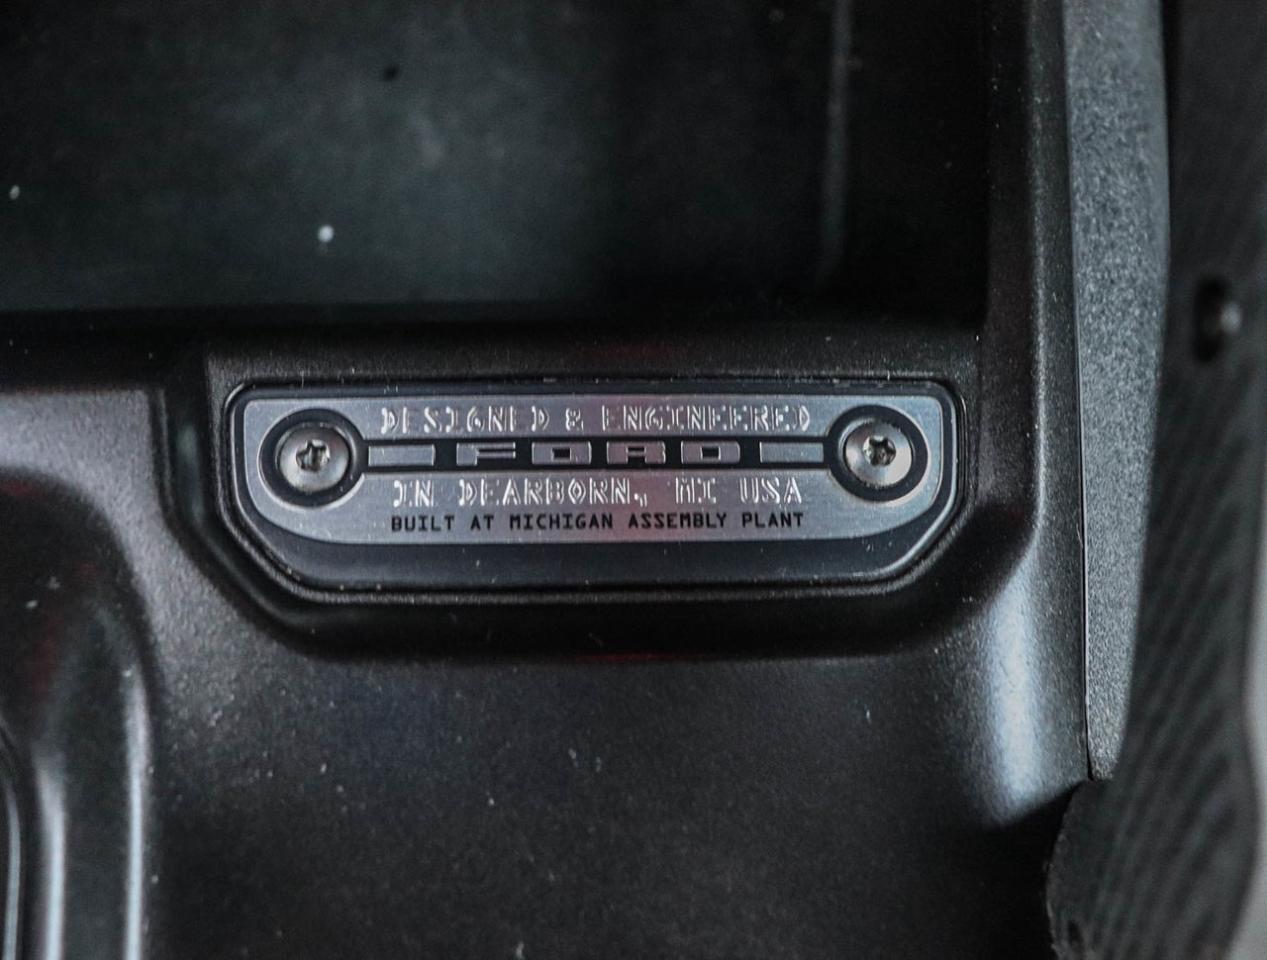 DESIGNED & ENGINEERED
FORD
IN DEARBORN, MI USA
BUILT AT MICHIGAN ASSEMBLY PLANT